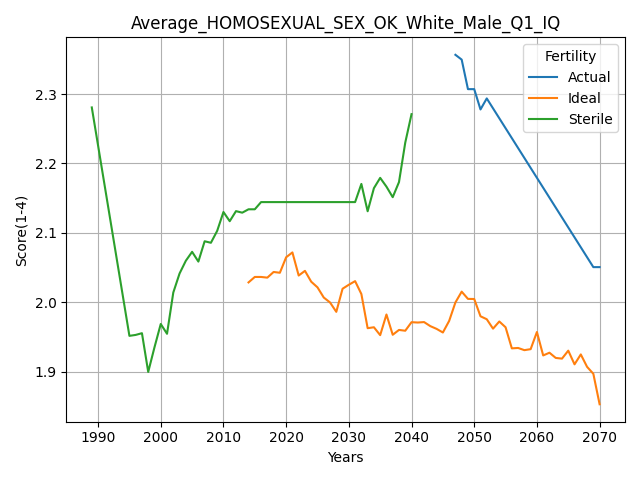 Average_HOMOSEXUAL_SEX_OK_White_Male_Q1_IQ
Fertility
Actual
Ideal
Sterile
Score(1-4)
2.3
2.2
2.1
2.0
1.9
1990 2000 2010 2020 2030 2040 2050 2060 2070
Years